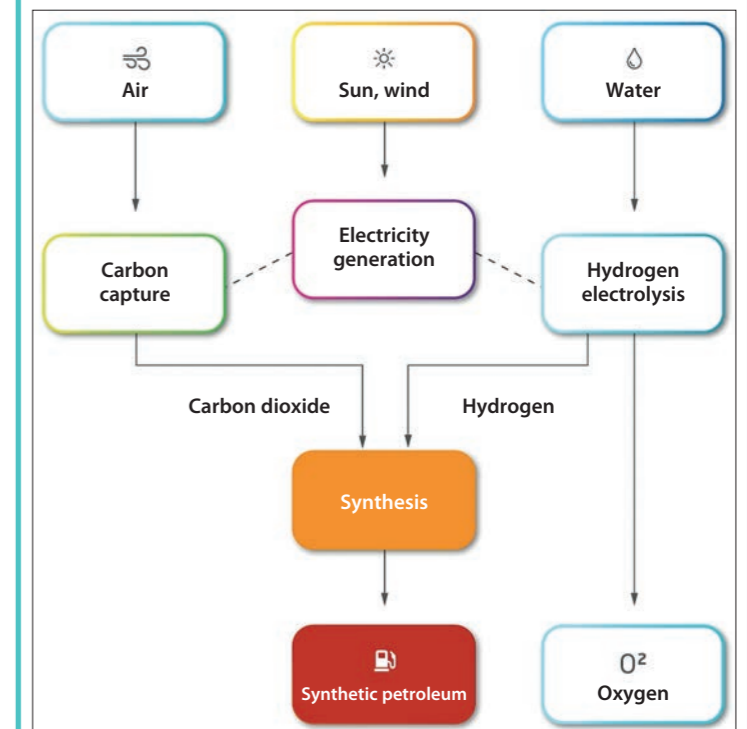 Air
Sun, wind
Water
Electricity
generation
Carbon
capture
Hydrogen
electrolysis
Carbon dioxide
Hydrogen
Synthesis
Synthetic petroleum
O²
Oxygen